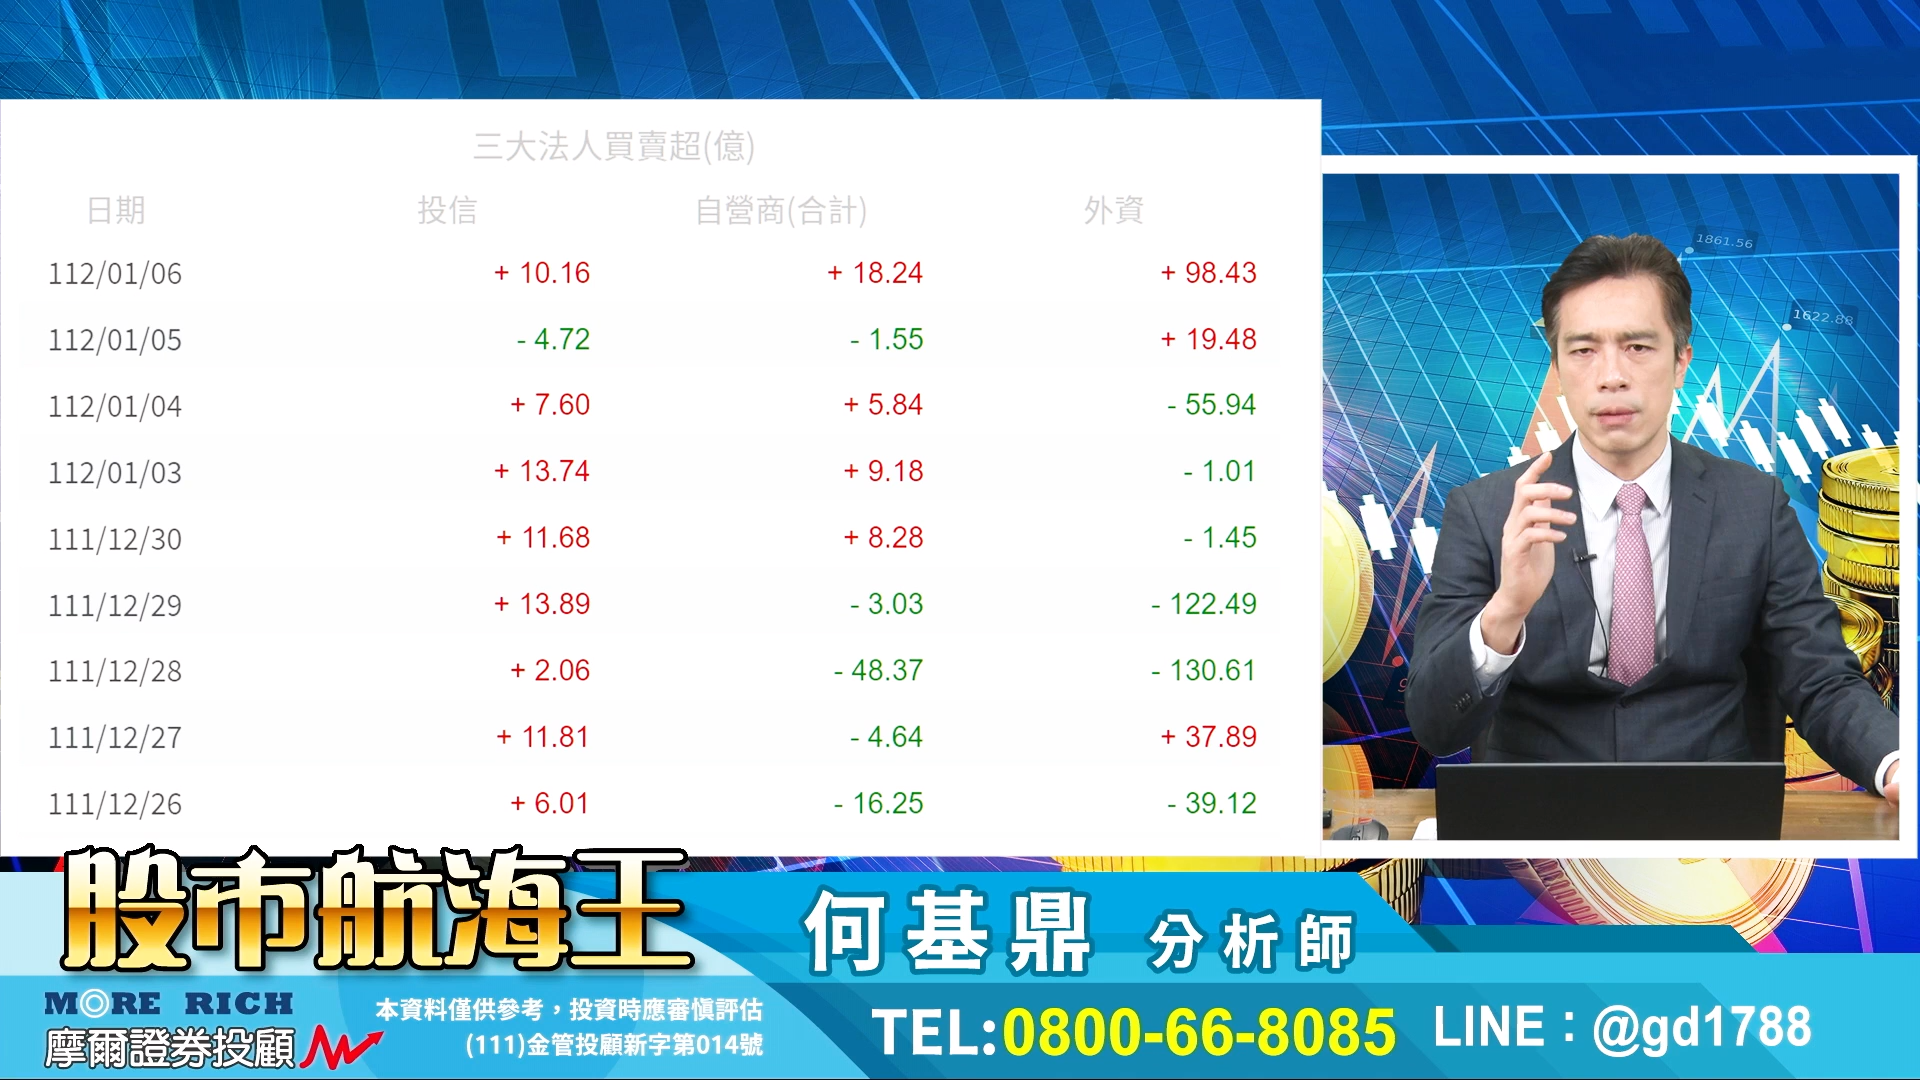 三大法人買賣超(億)
日期 投信 自營商(合計) 外資
112/01/06 + 10.16 + 18.24 + 98.43
112/01/05 - 4.72 - 1.55 + 19.48
112/01/04 + 7.60 + 5.84 - 55.94
112/01/03 + 13.74 + 9.18 - 1.01
111/12/30 + 11.68 + 8.28 - 1.45
111/12/29 + 13.89 - 3.03 - 122.49
111/12/28 + 2.06 - 48.37 - 130.61
111/12/27 + 11.81 - 4.64 + 37.89
111/12/26 + 6.01 - 16.25 - 39.12
1861.56
1622.88
股市航海王
何基鼎 分析師
MORE RICH
摩爾證券投顧
本資料僅供參考，投資時應審慎評估
(111)金管投顧新字第014號
TEL:0800-66-8085
LINE：@gd1788